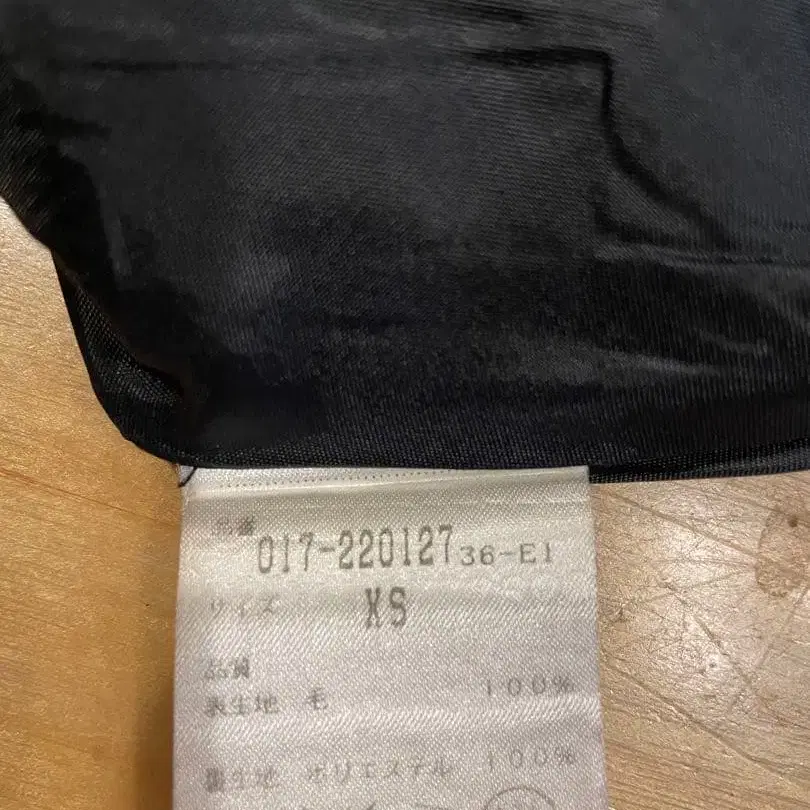 品番 017-220127 36-E1
サイズ XS
品質
表生地 毛 100%
裏生地 ポリエステル 100%